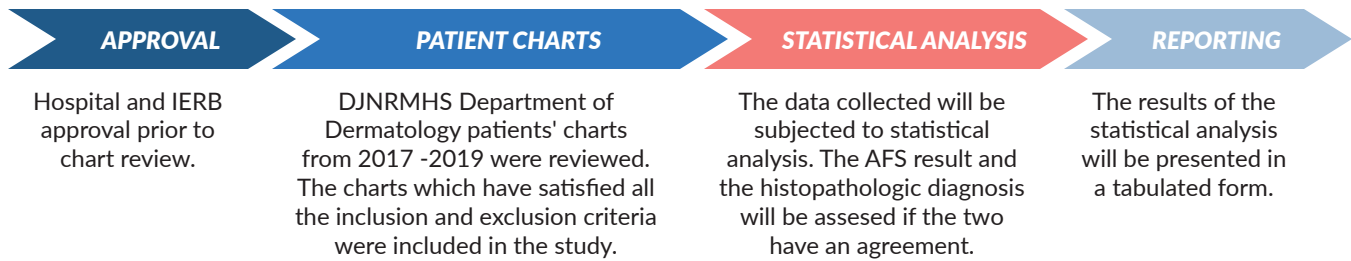 APPROVAL
Hospital and IERB
approval prior to
chart review.
PATIENT CHARTS
DJNRMHS Department of
Dermatology patients' charts
from 2017 -2019 were reviewed.
The charts which have satisfied all
the inclusion and exclusion criteria
were included in the study.
STATISTICAL ANALYSIS
The data collected will be
subjected to statistical
analysis. The AFS result and
the histopathologic diagnosis
will be assesed if the two
have an agreement.
REPORTING
The results of the
statistical analysis
will be presented in
a tabulated form.